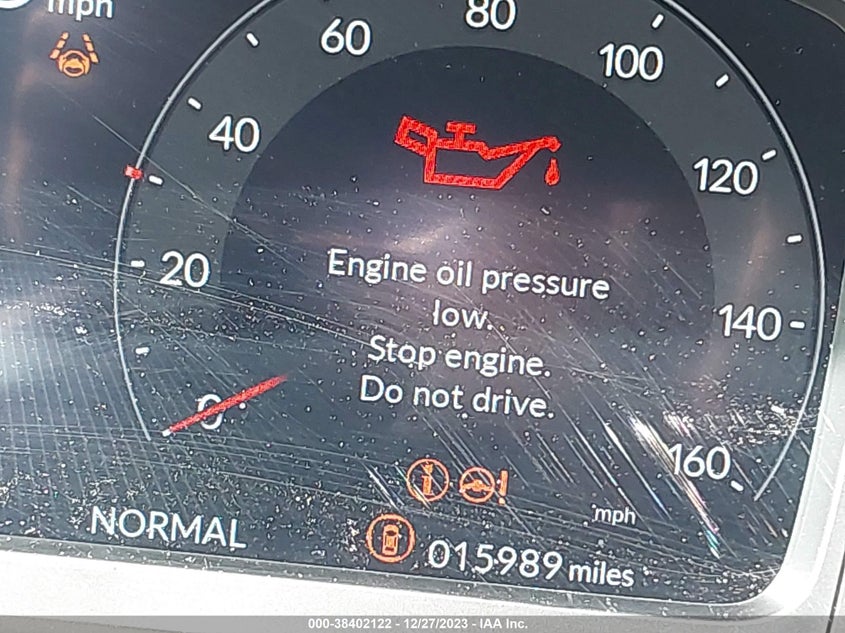 mph
80
60
100
40
120
20
Engine oil pressure
low.
140
Stop engine.
Do not drive.
0
160
mph
NORMAL
015989 miles
000-38402122 - 12/27/2023 - IAA Inc.